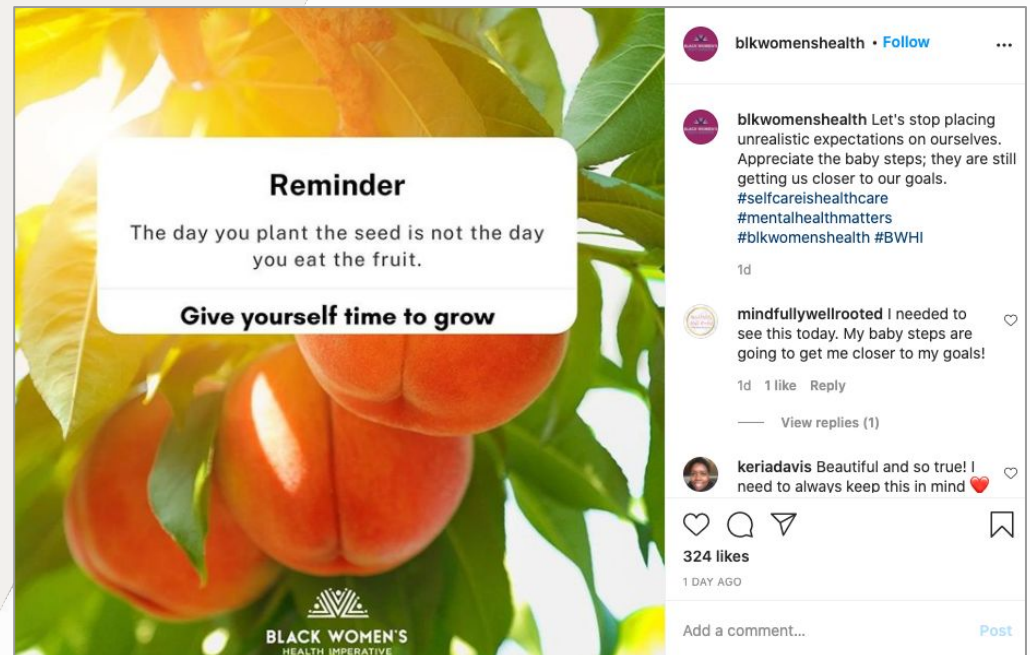 Reminder
The day you plant the seed is not the day
you eat the fruit.
Give yourself time to grow
BLACK WOMEN'S
HEALTH IMPERATIVE
blkwomenshealth • Follow
blkwomenshealth Let's stop placing
unrealistic expectations on ourselves.
Appreciate the baby steps; they are still
getting us closer to our goals.
#selfcareishealthcare
#mentalhealthmatters
#blkwomenshealth #BWHI
1d
mindfullywellrooted I needed to
see this today. My baby steps are
going to get me closer to my goals!
1d 1 like Reply
View replies (1)
keriadavis Beautiful and so true! I
need to always keep this in mind ❤️
324 likes
1 DAY AGO
Add a comment... Post